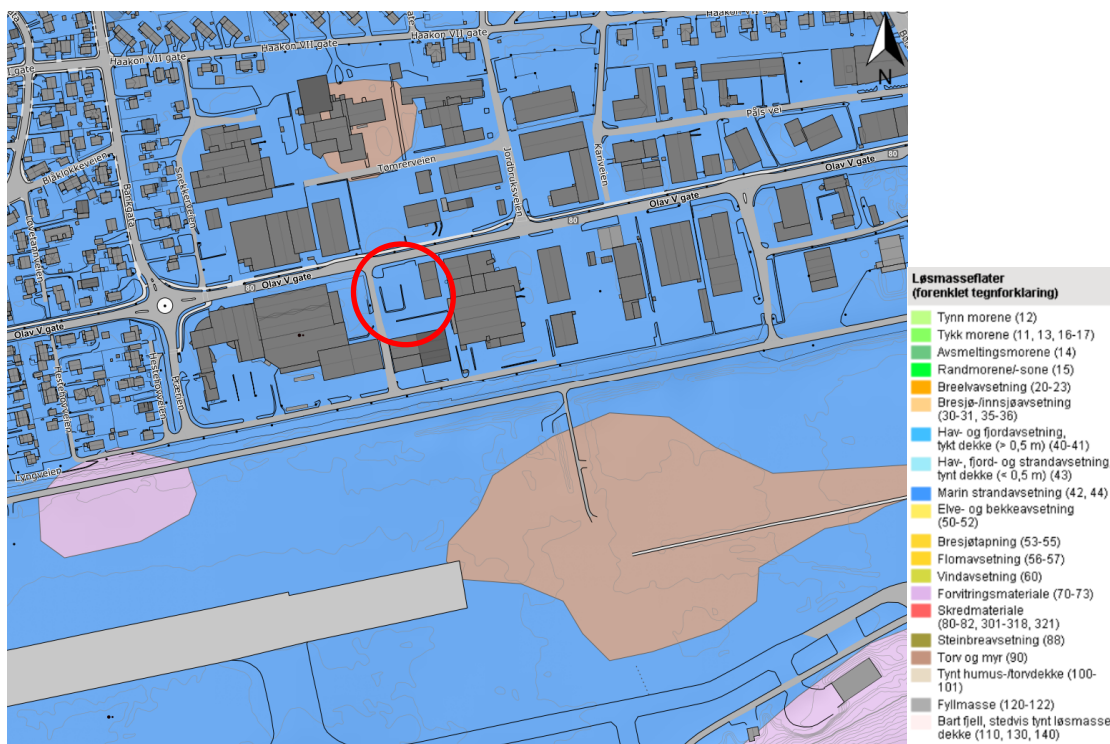 Haakon VII gate
Haakon VII gate
Haakon VII gate
N
Påls vei
Blåklokkeveien
Bankgata
Snekkerveien
Tømrerveien
Jordbruksveien
Kariveien
Olav V gate
80
Olav V gate
80
Løvetannveien
80
Olav V gate
Olav V gate
Hestehovveien
Hestehovveien
Lyngveien
Løsmasseflater
(forenklet tegnforklaring)
Tynn morene (12)
Tykk morene (11, 13, 16-17)
Avsmeltingsmorene (14)
Randmorene/-sone (15)
Breelvavsetning (20-23)
Bresjø-/innsjøavsetning
(30-31, 35-36)
Hav- og fjordavsetning,
tykt dekke (> 0,5 m) (40-41)
Hav-, fjord- og strandavsetning,
tynt dekke (< 0,5 m) (43)
Marin strandavsetning (42, 44)
Elve- og bekkeavsetning
(50-52)
Bresjøtapning (53-55)
Flomavsetning (56-57)
Vindavsetning (60)
Forvitringsmateriale (70-73)
Skredmateriale
(80-82, 301-318, 321)
Steinbreavsetning (88)
Torv og myr (90)
Tynt humus-/torvdekke (100-
101)
Fyllmasse (120-122)
Bart fjell, stedvis tynt løsmasse
dekke (110, 130, 140)